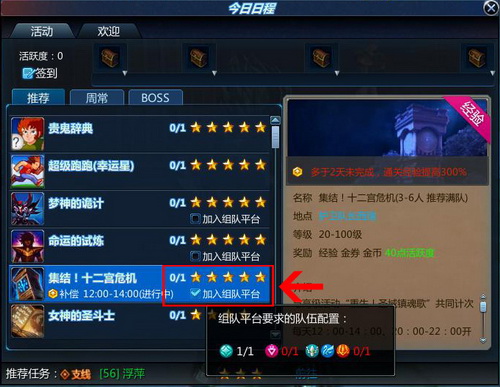 今日日程
活动 欢迎
活跃度：0
签到
推荐 周常 BOSS
贵鬼辞典 0/1
超级跑跑(幸运星) 0/1
梦神的诡计 0/1
加入组队平台
命运的试炼 0/1
加入组队平台
集结！十二宫危机 0/1
补偿 12:00-14:00(进行中) 加入组队平台
女神的圣斗士
经验
多于2天未完成，通关经验提高300%
名称 集结！十二宫危机(3-6人 推荐满队)
地点
等级 20-100级
奖励 经验 金券 金币 40点活跃度
与高级活动“重生！圣域镇魂歌”共同计次
每天12:00-14:00、20:00-22:00开
组队平台要求的队伍配置：
1/1 0/1 0/1
推荐任务： 支线 [56] 浮萍
前往